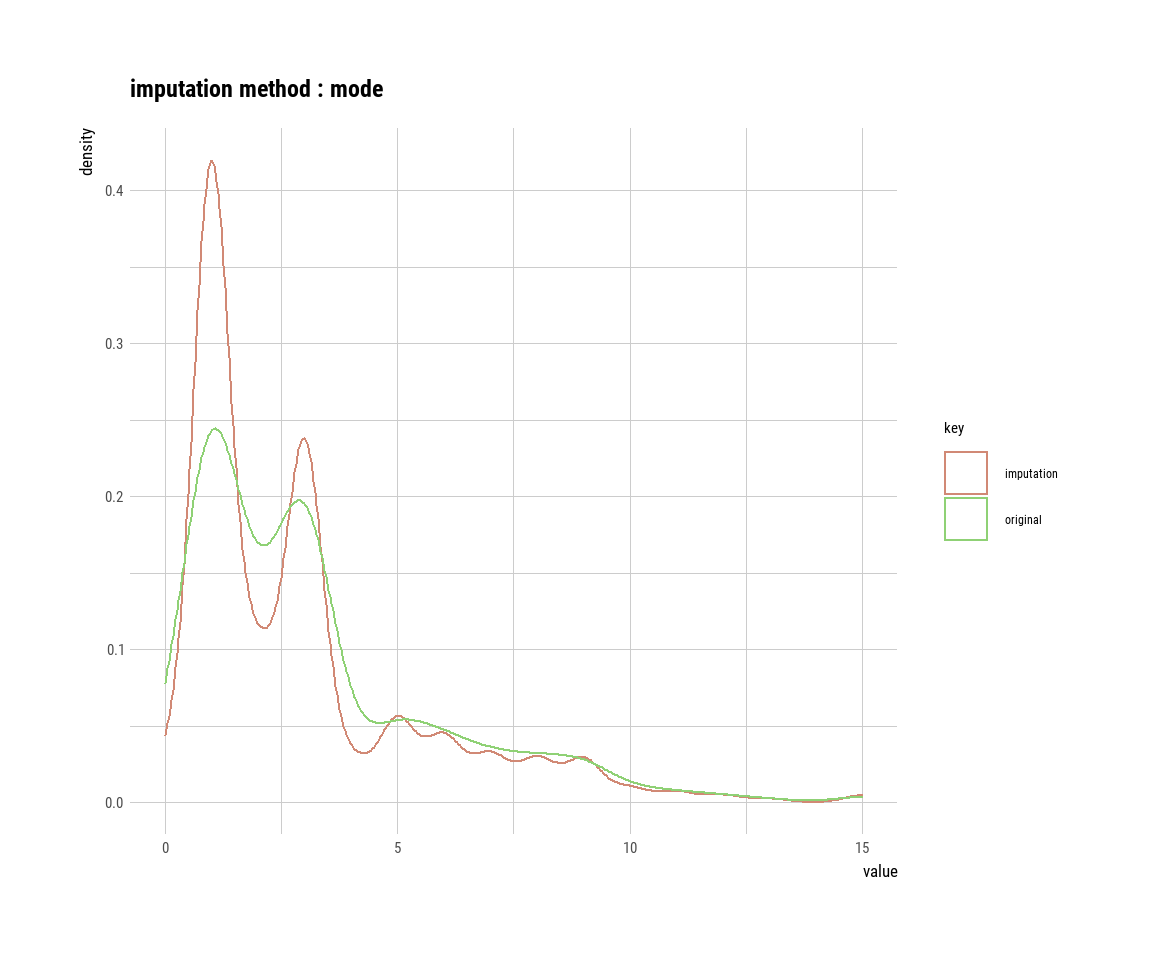 imputation method : mode
density
0.4
0.3
0.2
0.1
0.0
0
5
10
15
value
key
imputation
original